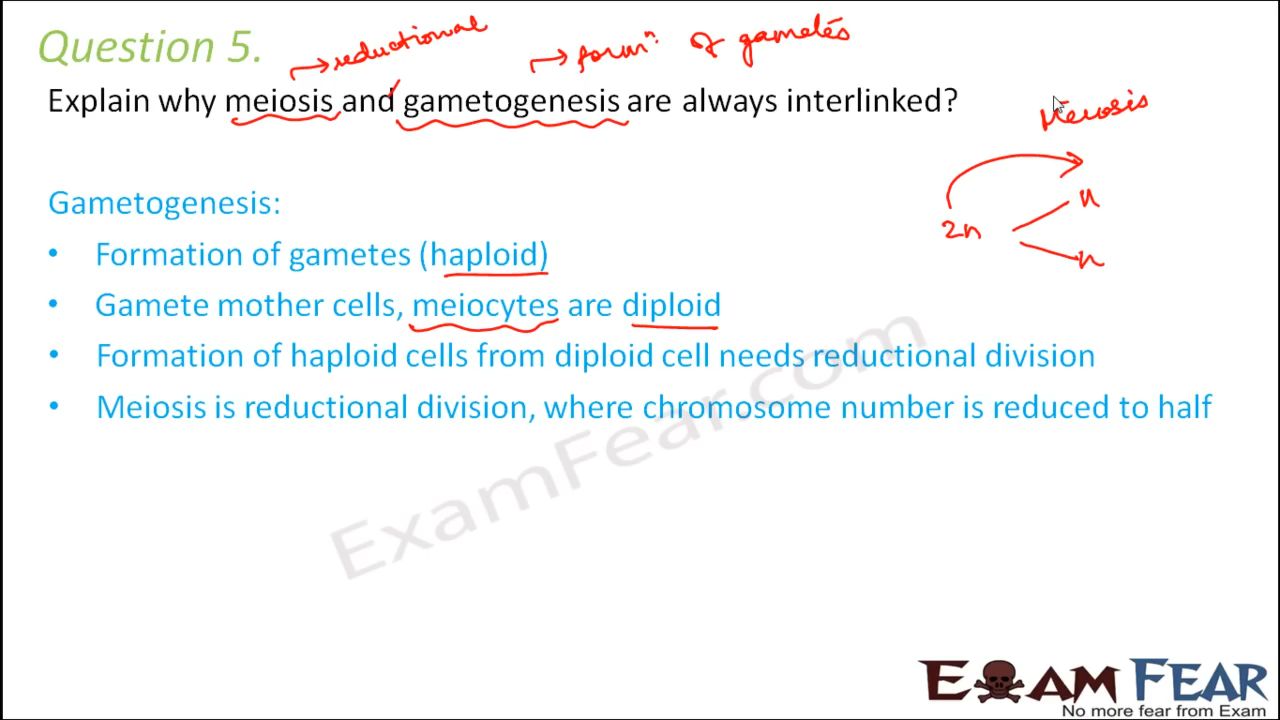 Question 5.
→ reductional
→ formⁿ of gametes
Explain why meiosis and gametogenesis are always interlinked?
Meiosis
Gametogenesis:
2n
n
n
• Formation of gametes (haploid)
• Gamete mother cells, meiocytes are diploid
• Formation of haploid cells from diploid cell needs reductional division
• Meiosis is reductional division, where chromosome number is reduced to half
ExamFear.com
EXAM FEAR
No more fear from Exam